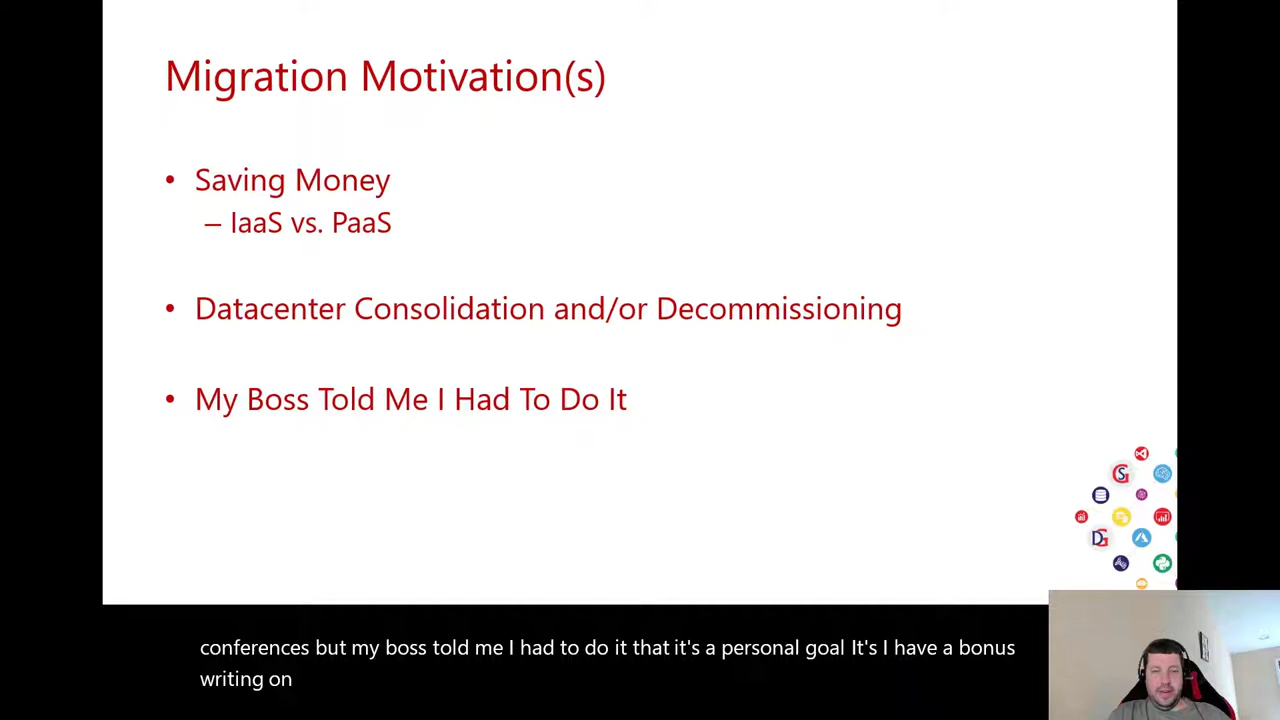 Migration Motivation(s)
• Saving Money
– IaaS vs. PaaS
• Datacenter Consolidation and/or Decommissioning
• My Boss Told Me I Had To Do It
GS
DG
conferences but my boss told me I had to do it that it's a personal goal It's I have a bonus
writing on